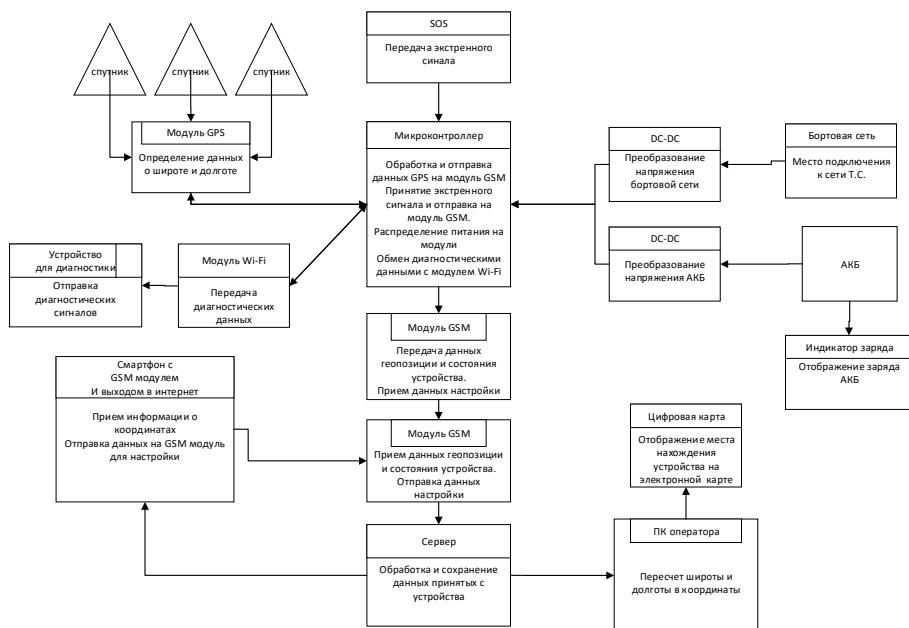 SOS
Передача экстренного
синала
спутник
спутник
спутник
Модуль GPS
Определение данных
о широте и долготе
Микроконтроллер
Обработка и отправка
данных GPS на модуль GSM
Принятие экстренного
сигнала и отправка на
модуль GSM.
Распределение питания на
модули
Обмен диагностическими
данными с модулем Wi-Fi
DC-DC
Преобразование
напряжения
бортовой сети
Бортовая сеть
Место подключения
к сети Т.С.
DC-DC
Преобразование
напряжения АКБ
АКБ
Устройство
для диагностики
Отправка
диагностических
сигналов
Модуль Wi-Fi
Передача
диагностических
данных
Модуль GSM
Передача данных
геопозиции и состояния
устройства.
Прием данных настройки
Индикатор заряда
Отображение заряда
АКБ
Смартфон с
GSM модулем
И выходом в интернет
Прием информации о
координатах
Отправка данных на GSM модуль
для настройки
Модуль GSM
Прием данных геопозиции
и состояния устройства.
Отправка данных
настройки
Цифровая карта
Отображение места
нахождения
устройства на
электронной карте
Сервер
Обработка и сохранение
данных принятых с
устройства
ПК оператора
Пересчет широты и
долготы в координаты